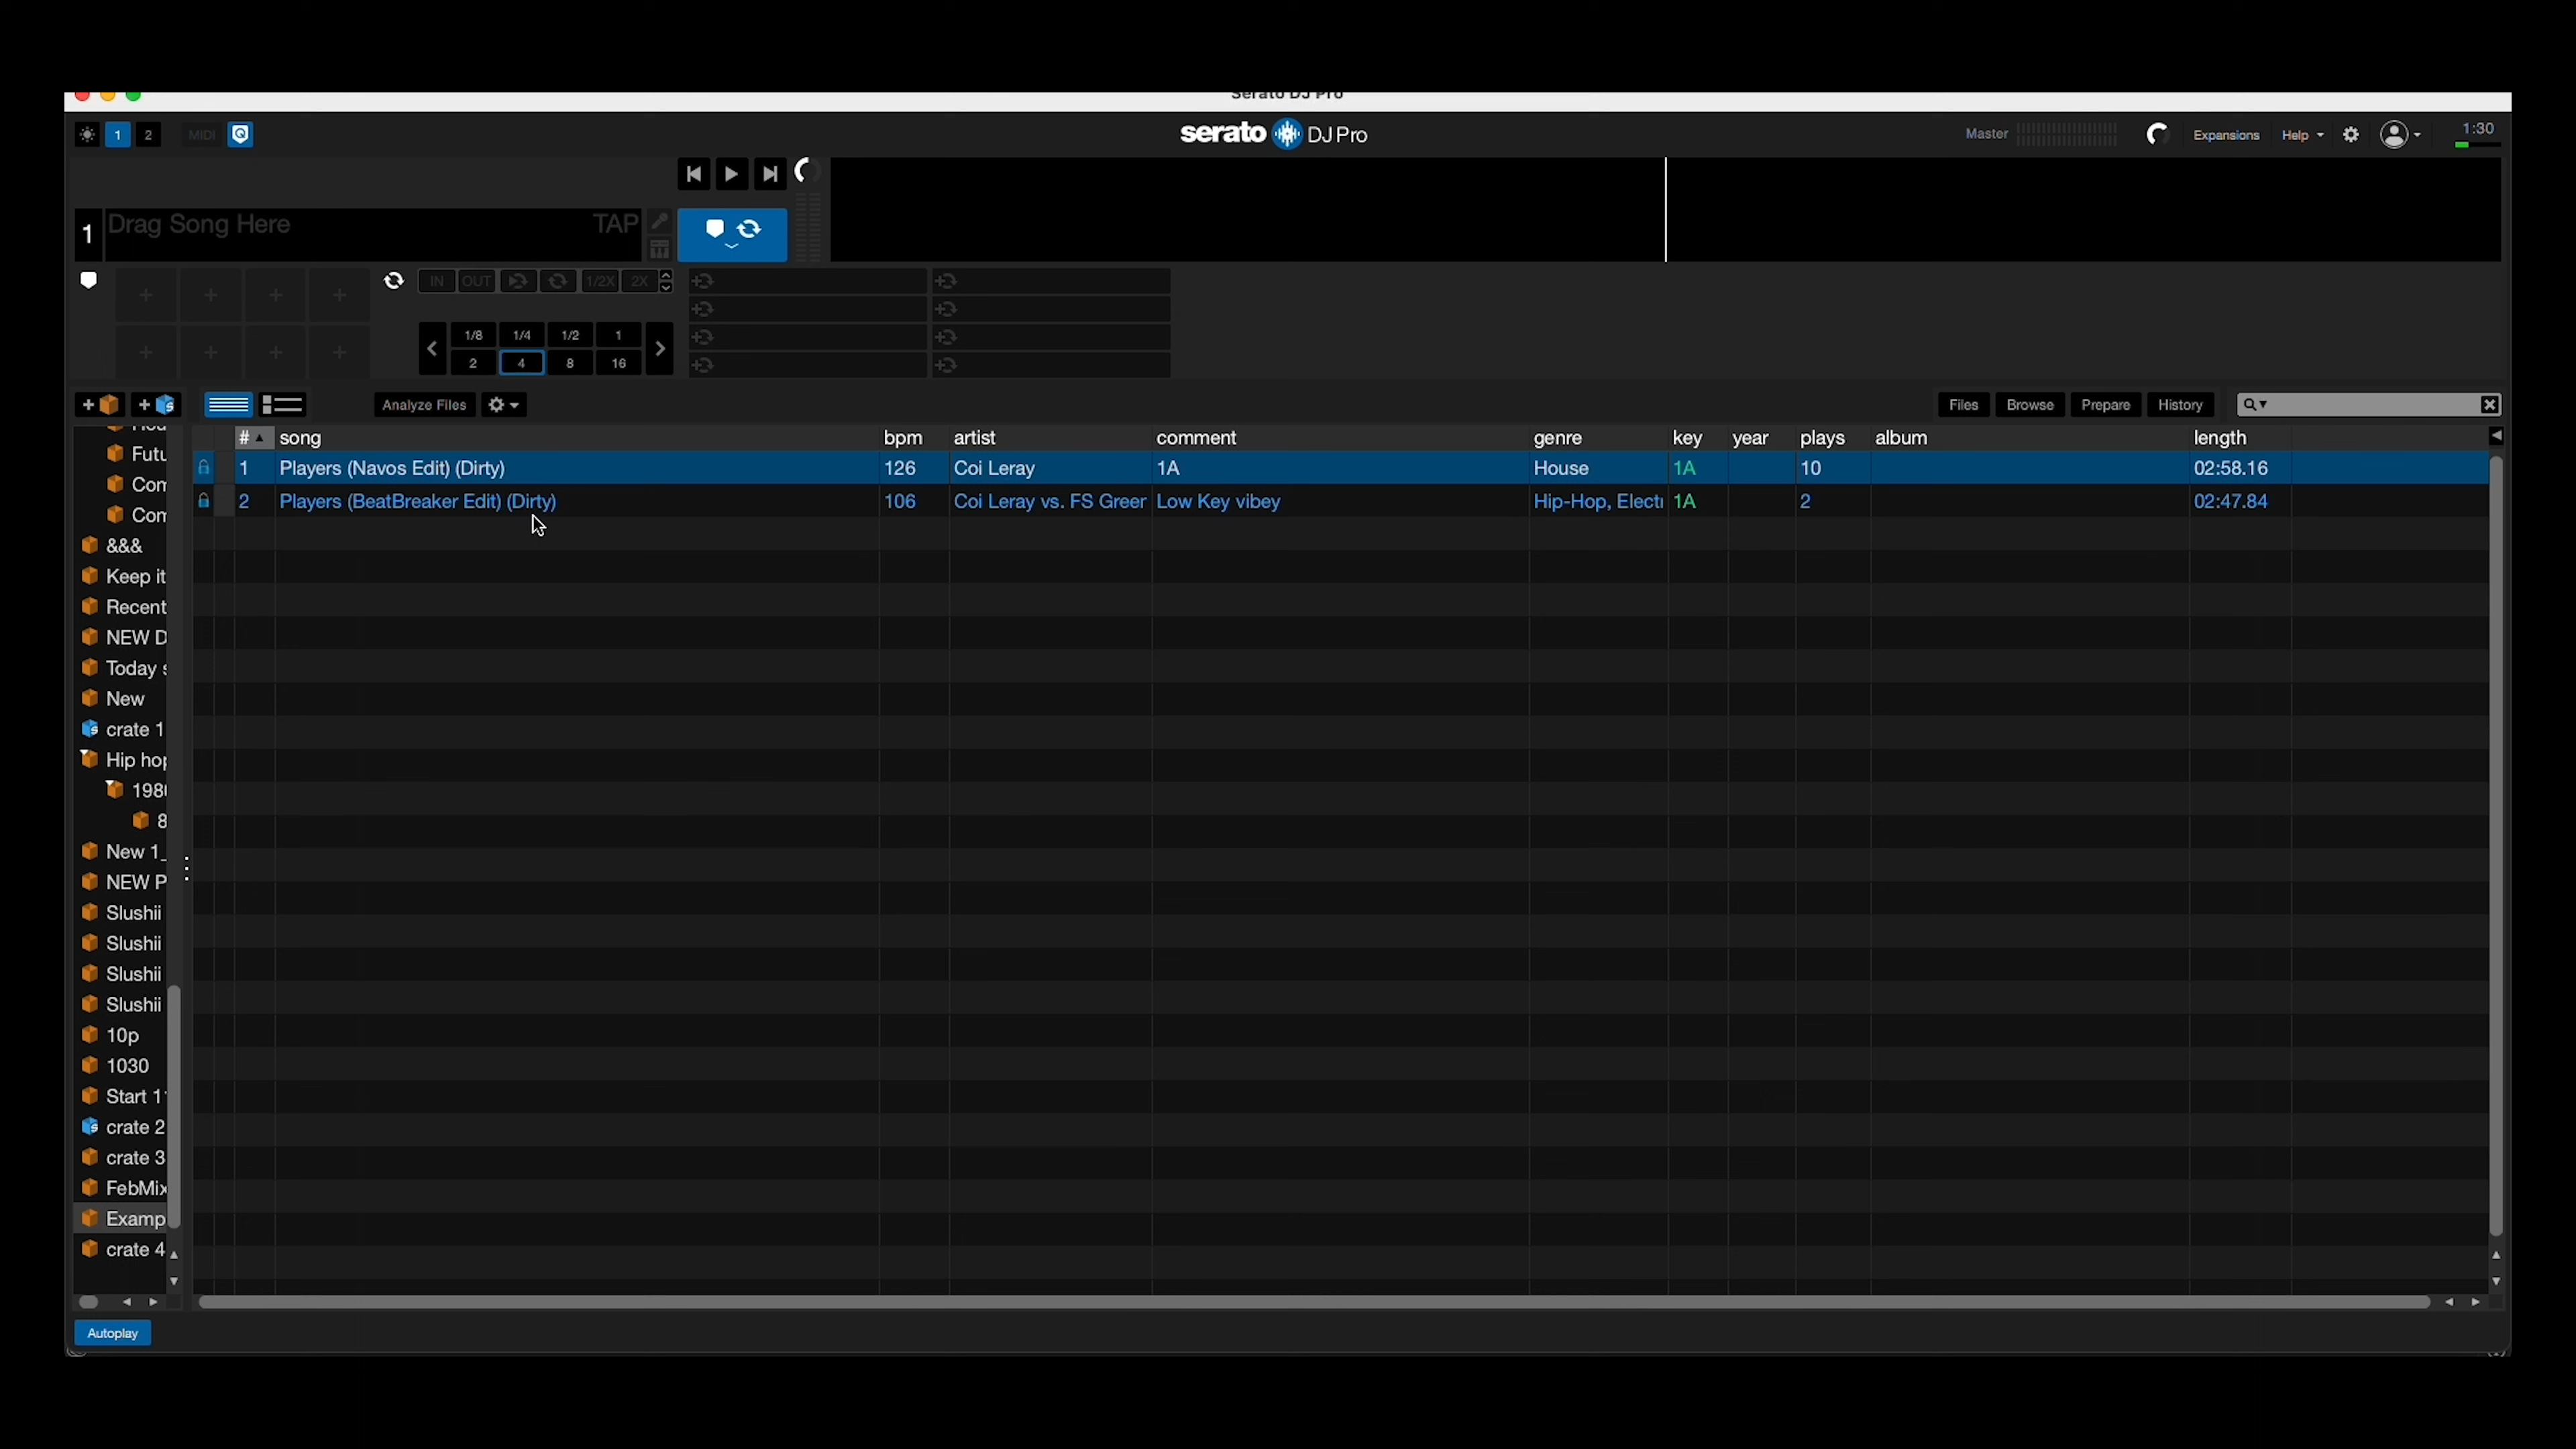 Serato DJ Pro
1 2 MIDI serato DJ Pro Master Expansions Help 1:30
1 Drag Song Here TAP
IN OUT 1/2X 2X
1/8 1/4 1/2 1
2 4 8 16
Analyze Files Files Browse Prepare History
# song bpm artist comment genre key year plays album length
1 Players (Navos Edit) (Dirty) 126 Coi Leray 1A House 1A 10 02:58.16
2 Players (BeatBreaker Edit) (Dirty) 106 Coi Leray vs. FS Greer Low Key vibey Hip-Hop, Electr 1A 2 02:47.84
Futu
Com
Com
&&&
Keep it
Recent
NEW D
Today s
New
crate 1
Hip hop
198
8
New 1_
NEW P
Slushii
Slushii
Slushii
Slushii
10p
1030
Start 1
crate 2
crate 3
FebMix
Examp
crate 4
Autoplay